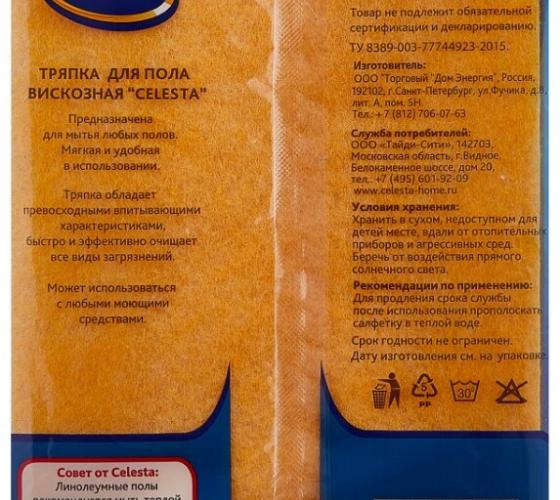 ТРЯПКА ДЛЯ ПОЛА
ВИСКОЗНАЯ "CELESTA"
Предназначена
для мытья любых полов.
Мягкая и удобная
в использовании.
Тряпка обладает
превосходными впитывающими
характеристиками,
быстро и эффективно очищает
все виды загрязнений.
Может использоваться
с любыми моющими
средствами.
Совет от Celesta:
Линолеумные полы
рекомендуется мыть теплой
Товар не подлежит обязательной
сертификации и декларированию.
ТУ 8389-003-77744923-2015.
Изготовитель:
ООО "Торговый Дом Энергия", Россия,
192102, г.Санкт-Петербург, ул.Фучика, д.8,
лит. А, пом. 5Н.
Тел.: +7 (812) 706-07-63
Служба потребителей:
ООО «Тайди-Сити», 142703,
Московская область, г.Видное,
Белокаменное шоссе, дом 20,
тел.: +7 (495) 601-92-09
www.celesta-home.ru
Условия хранения:
Хранить в сухом, недоступном для
детей месте, вдали от отопительных
приборов и агрессивных сред.
Беречь от воздействия прямого
солнечного света.
Рекомендации по применению:
Для продления срока службы
после использования прополоскать
салфетку в теплой воде.
Срок годности не ограничен.
Дату изготовления см. на упаковке
5
PP
30°